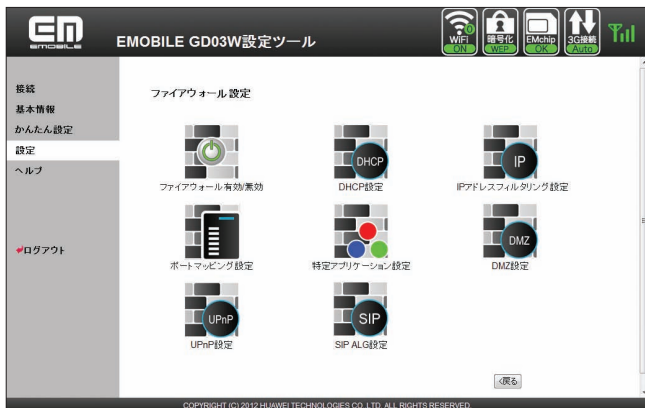 EM
EMOBILE
EMOBILE GD03W設定ツール
WiFi
ON
暗号化
WEP
EMchip
OK
3G接続
Auto
接続
基本情報
かんたん設定
設定
ヘルプ
ログアウト
ファイアウォール 設定
ファイアウォール 有効/無効
DHCP
DHCP設定
IP
IPアドレスフィルタリング設定
ポートマッピング設定
特定アプリケーション設定
DMZ
DMZ設定
UPnP
UPnP設定
SIP
SIP ALG設定
<戻る
COPYRIGHT (C) 2012 HUAWEI TECHNOLOGIES CO. LTD. ALL RIGHTS RESERVED.